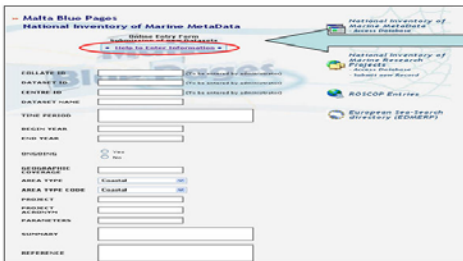 Malta Blue Pages
National Inventory of Marine MetaData
Online Entry Form
Submission of new Datasets
Help to Enter Information
COLLATE ID
(To be entered by administrator)
DATASET ID
(To be entered by administrator)
CENTRE ID
(To be entered by administrator)
DATASET NAME
TIME PERIOD
BEGIN YEAR
END YEAR
ONGOING
Yes
No
GEOGRAPHIC COVERAGE
AREA TYPE
Coastal
AREA TYPE CODE
Coastal
PROJECT
PROJECT ACRONYM
PARAMETERS
SUMMARY
REFERENCE
National Inventory of
Marine MetaData
- Access Database
National Inventory of
Marine Research
Projects
- Access Database
- Submit new Record
ROSCOP Entries
European Sea-Search
directory (EDMERP)
Blue Pages